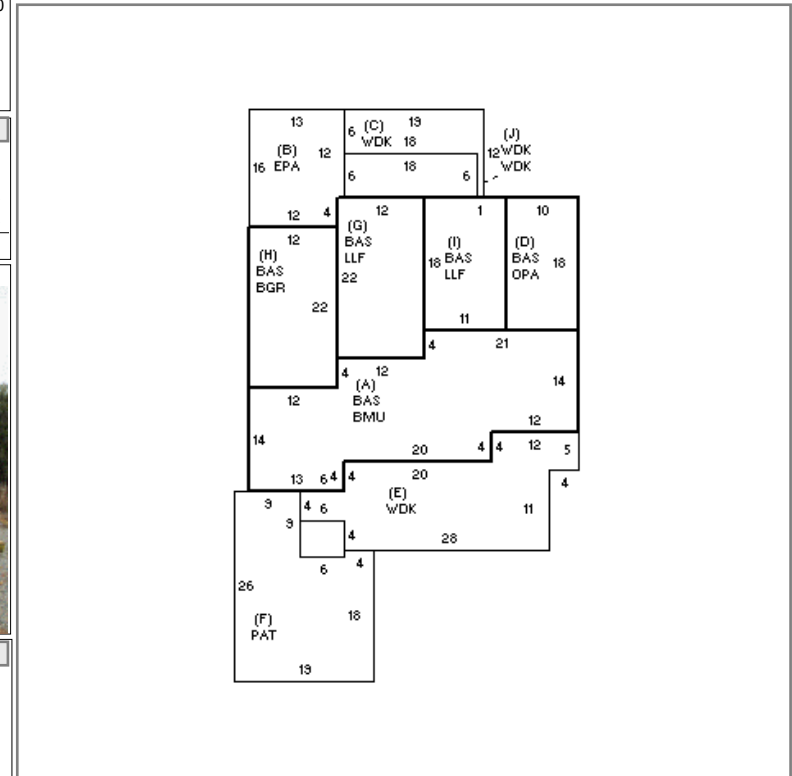 13
19
(C)
6
WDK
18
(J)
WDK
WDK
12
(B)
EPA
12
16
18
6
6
12
4
12
1
10
(G)
BAS
LLF
(I)
BAS
LLF
18
(D)
BAS
OPA
18
12
(H)
BAS
BGR
22
22
11
4
21
4
12
(A)
BAS
BMU
14
12
14
12
20
4
4
12
5
13
6
4
4
20
4
9
4
6
(E)
WDK
11
9
4
28
6
4
26
18
(F)
PAT
19